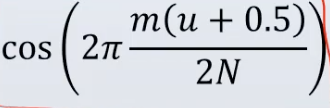 cos(2π m(u + 0.5) / 2N)